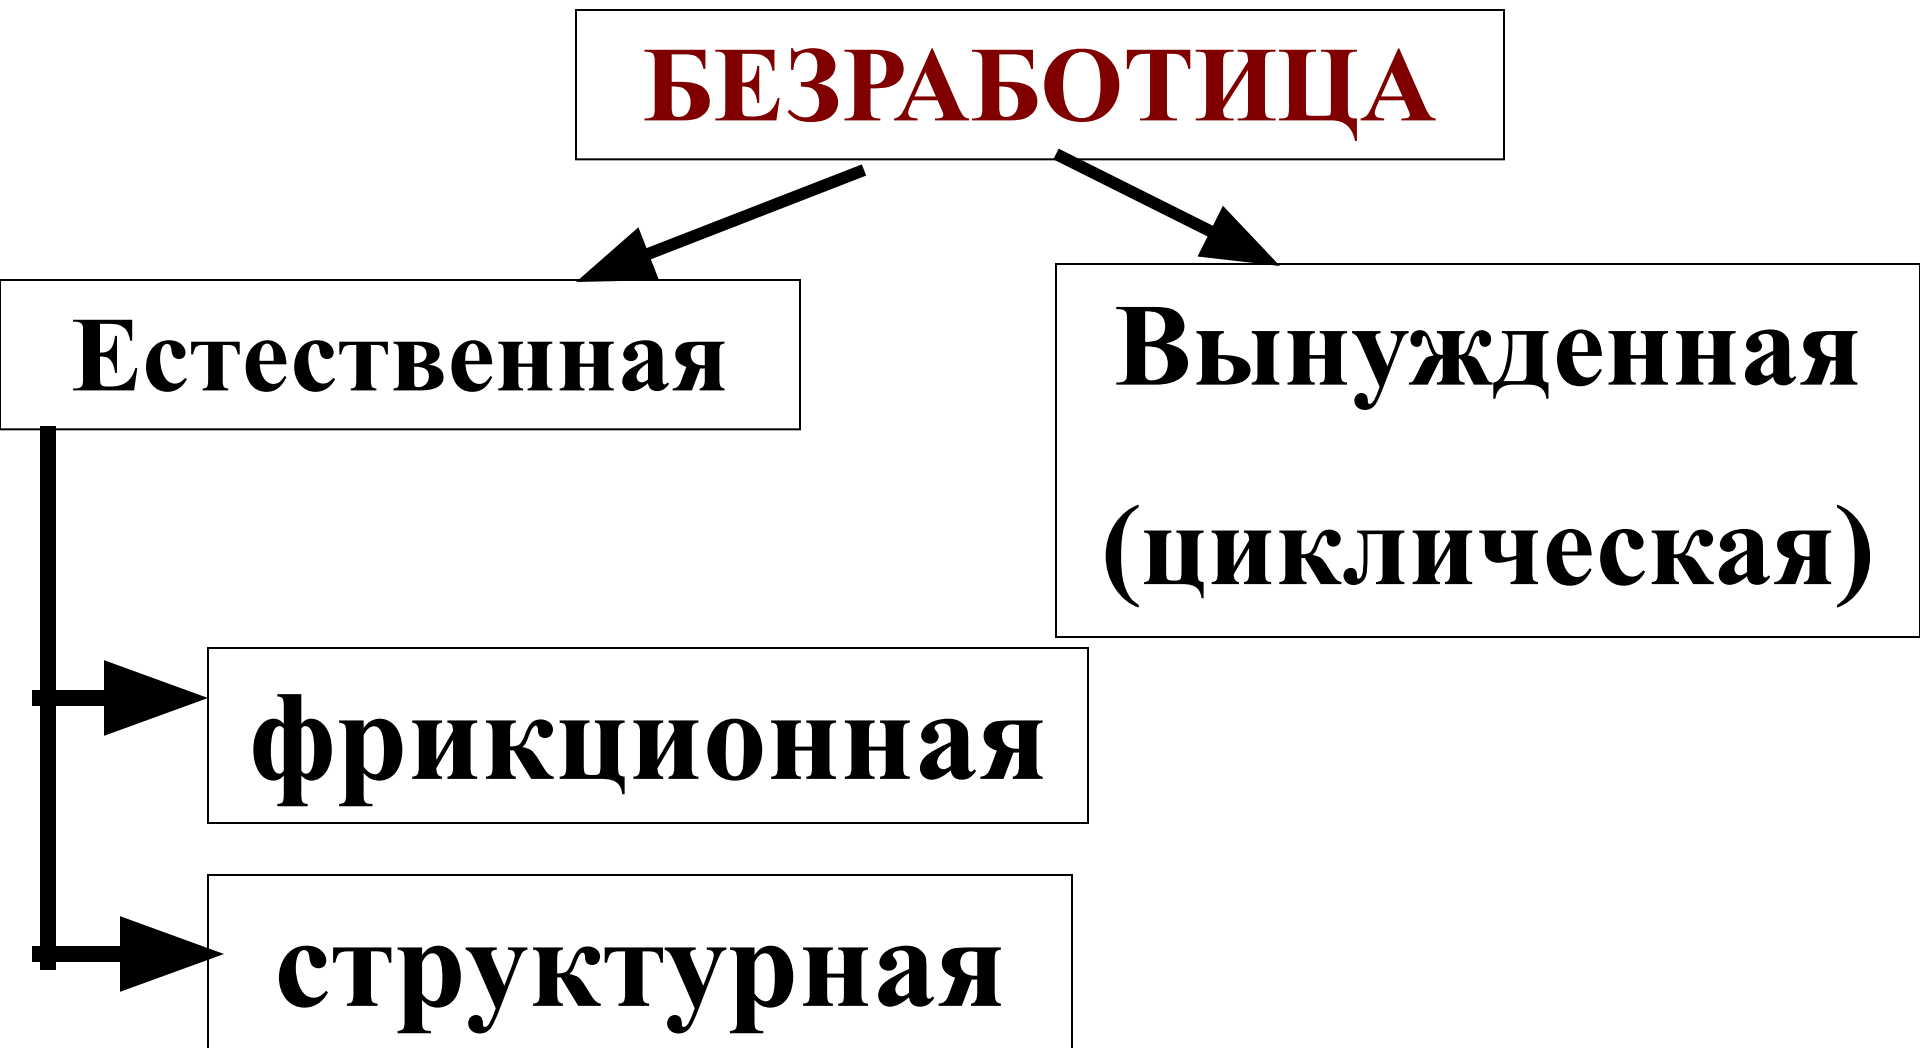 БЕЗРАБОТИЦА
Естественная
Вынужденная
(циклическая)
фрикционная
структурная